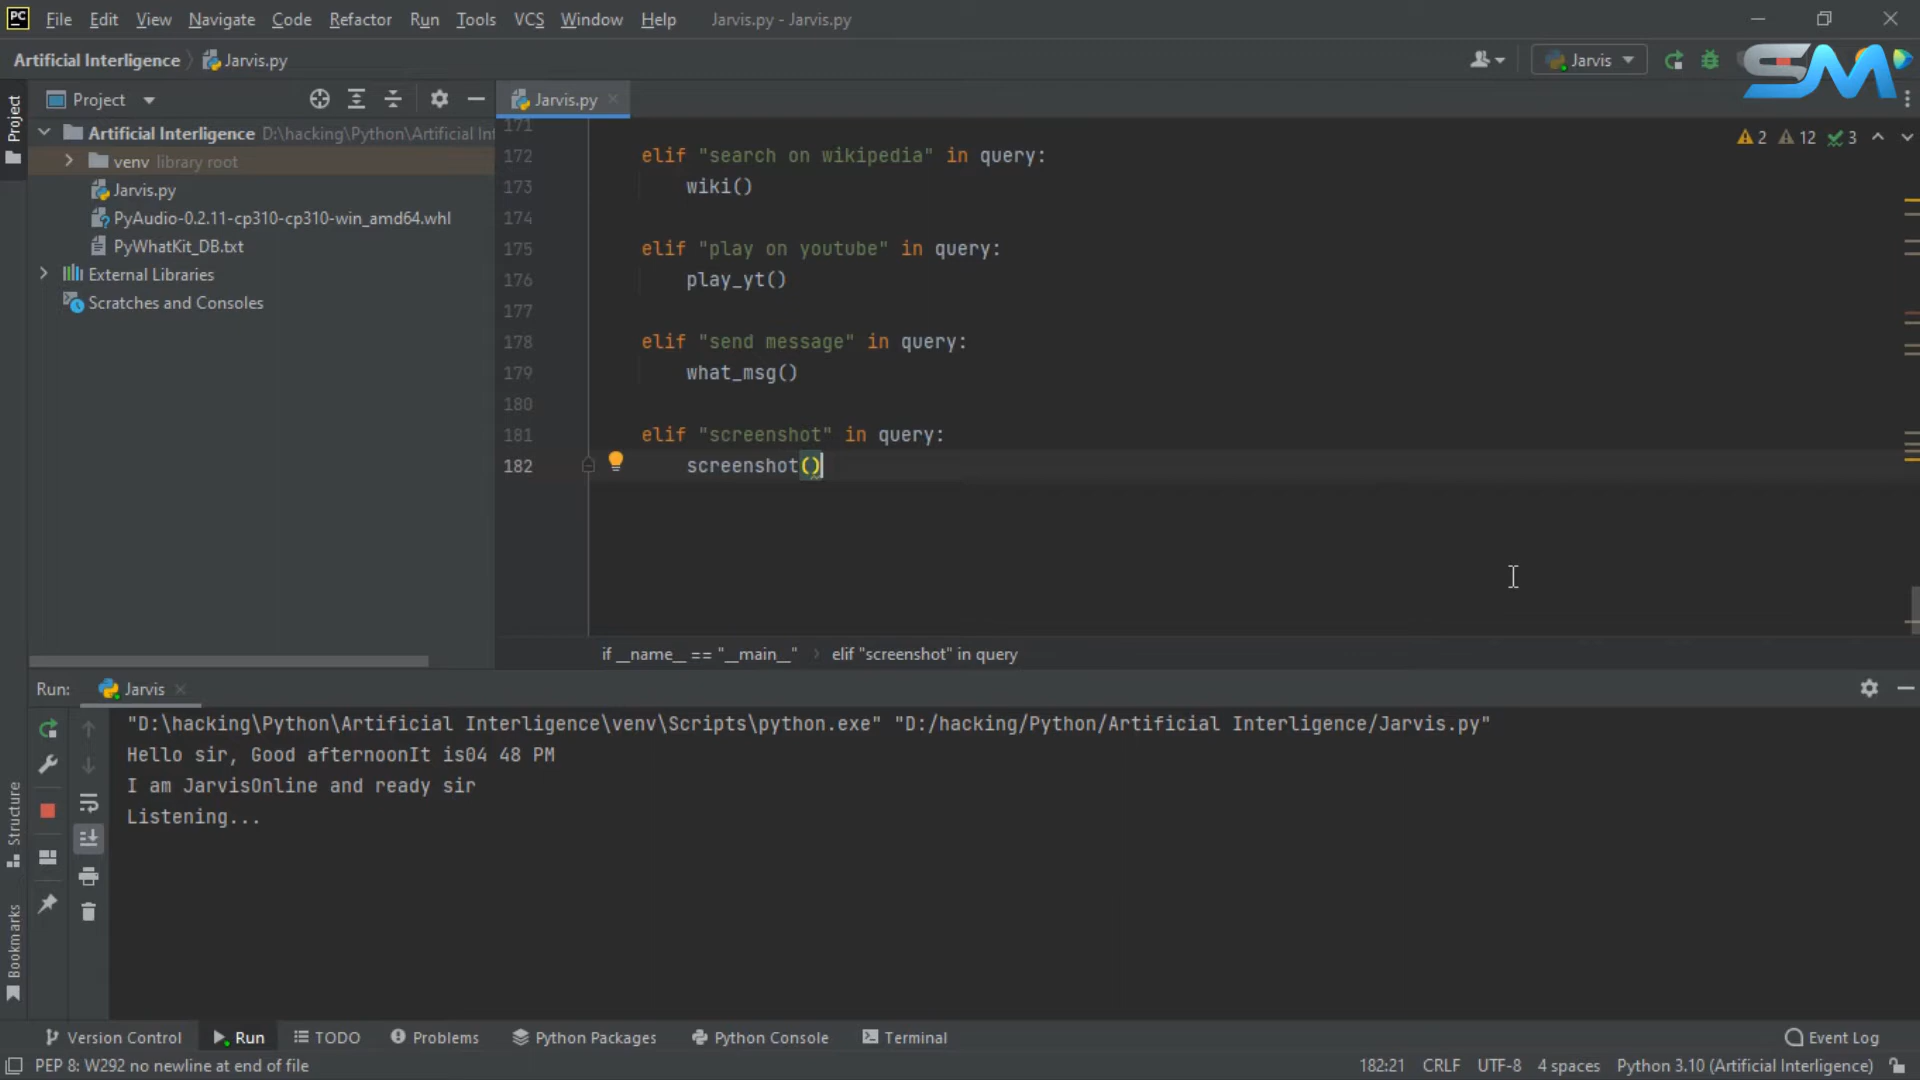 PC File Edit View Navigate Code Refactor Run Tools VCS Window Help Jarvis.py - Jarvis.py
Artificial Interligence Jarvis.py Jarvis SM
Project Jarvis.py
Artificial Interligence D:\hacking\Python\Artificial Int
venv library root
Jarvis.py
PyAudio-0.2.11-cp310-cp310-win_amd64.whl
PyWhatKit_DB.txt
External Libraries
Scratches and Consoles
Project
Structure
Bookmarks
2 12 3
171
172 elif "search on wikipedia" in query:
173 wiki()
174
175 elif "play on youtube" in query:
176 play_yt()
177
178 elif "send message" in query:
179 what_msg()
180
181 elif "screenshot" in query:
182 screenshot()
if __name__ == "__main__" elif "screenshot" in query
Run: Jarvis
"D:\hacking\Python\Artificial Interligence\venv\Scripts\python.exe" "D:/hacking/Python/Artificial Interligence/Jarvis.py"
Hello sir, Good afternoonIt is04 48 PM
I am JarvisOnline and ready sir
Listening...
Version Control Run TODO Problems Python Packages Python Console Terminal Event Log
PEP 8: W292 no newline at end of file 182:21 CRLF UTF-8 4 spaces Python 3.10 (Artificial Interligence)